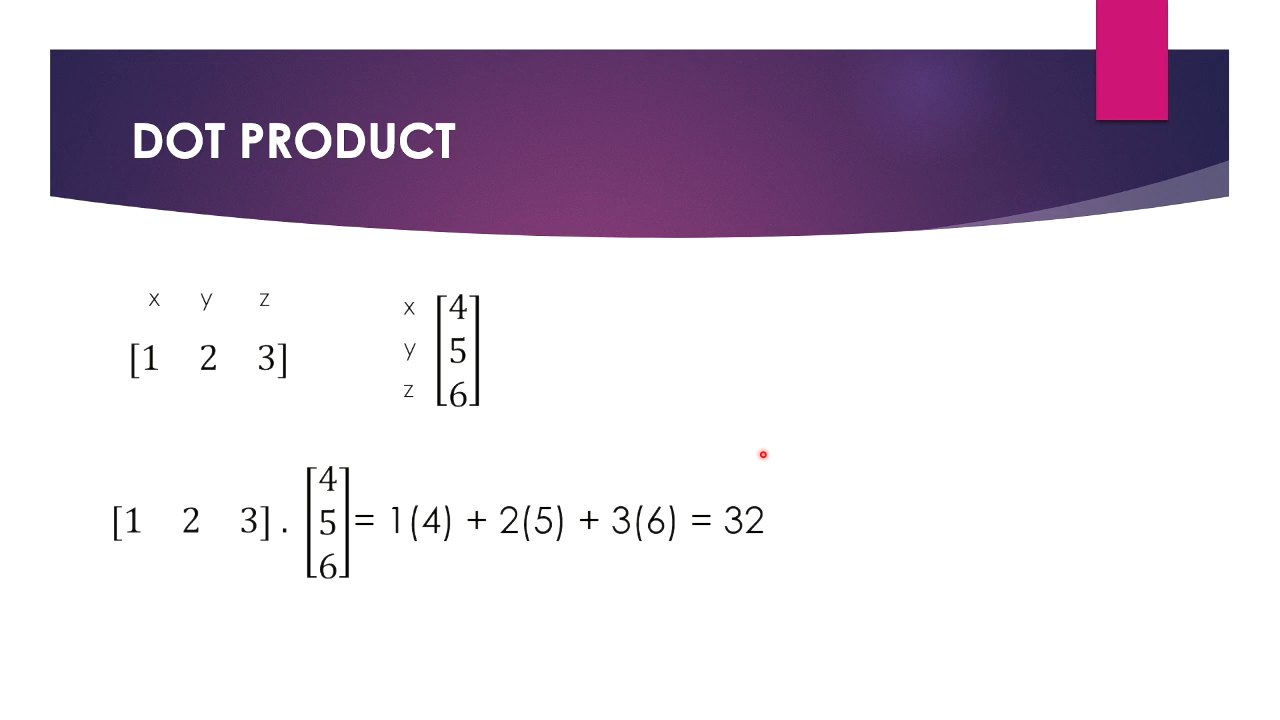 DOT PRODUCT
x y z
[1 2 3]
x [4
y 5
z 6]
[1 2 3] . [4 5 6] = 1(4) + 2(5) + 3(6) = 32